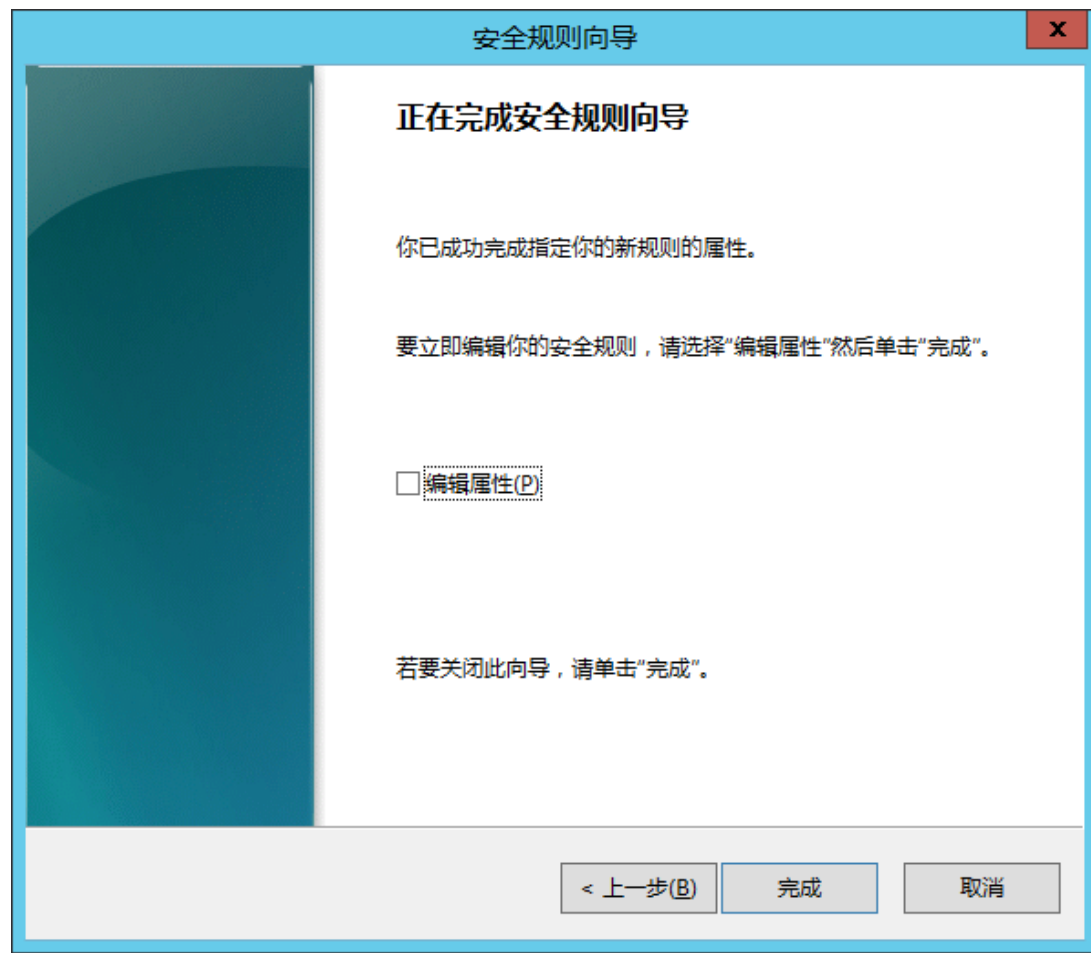 安全规则向导
x
正在完成安全规则向导
你已成功完成指定你的新规则的属性。
要立即编辑你的安全规则，请选择"编辑属性"然后单击"完成"。
编辑属性(P)
若要关闭此向导，请单击"完成"。
< 上一步(B) 完成 取消